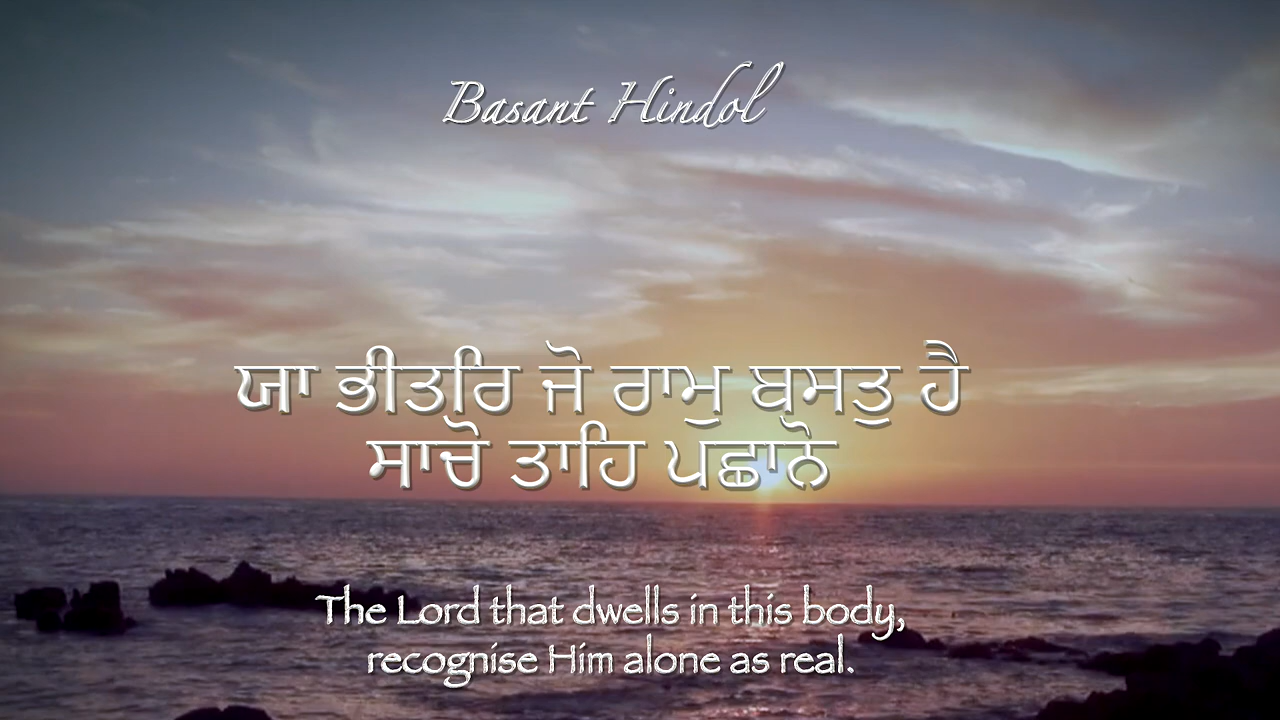 Basant Hindol
ਯਾ ਭੀਤਰਿ ਜੋ ਰਾਮੁ ਬਸਤੁ ਹੈ
ਸਾਚੋ ਤਾਹਿ ਪਛਾਨੋ
The Lord that dwells in this body,
recognise Him alone as real.